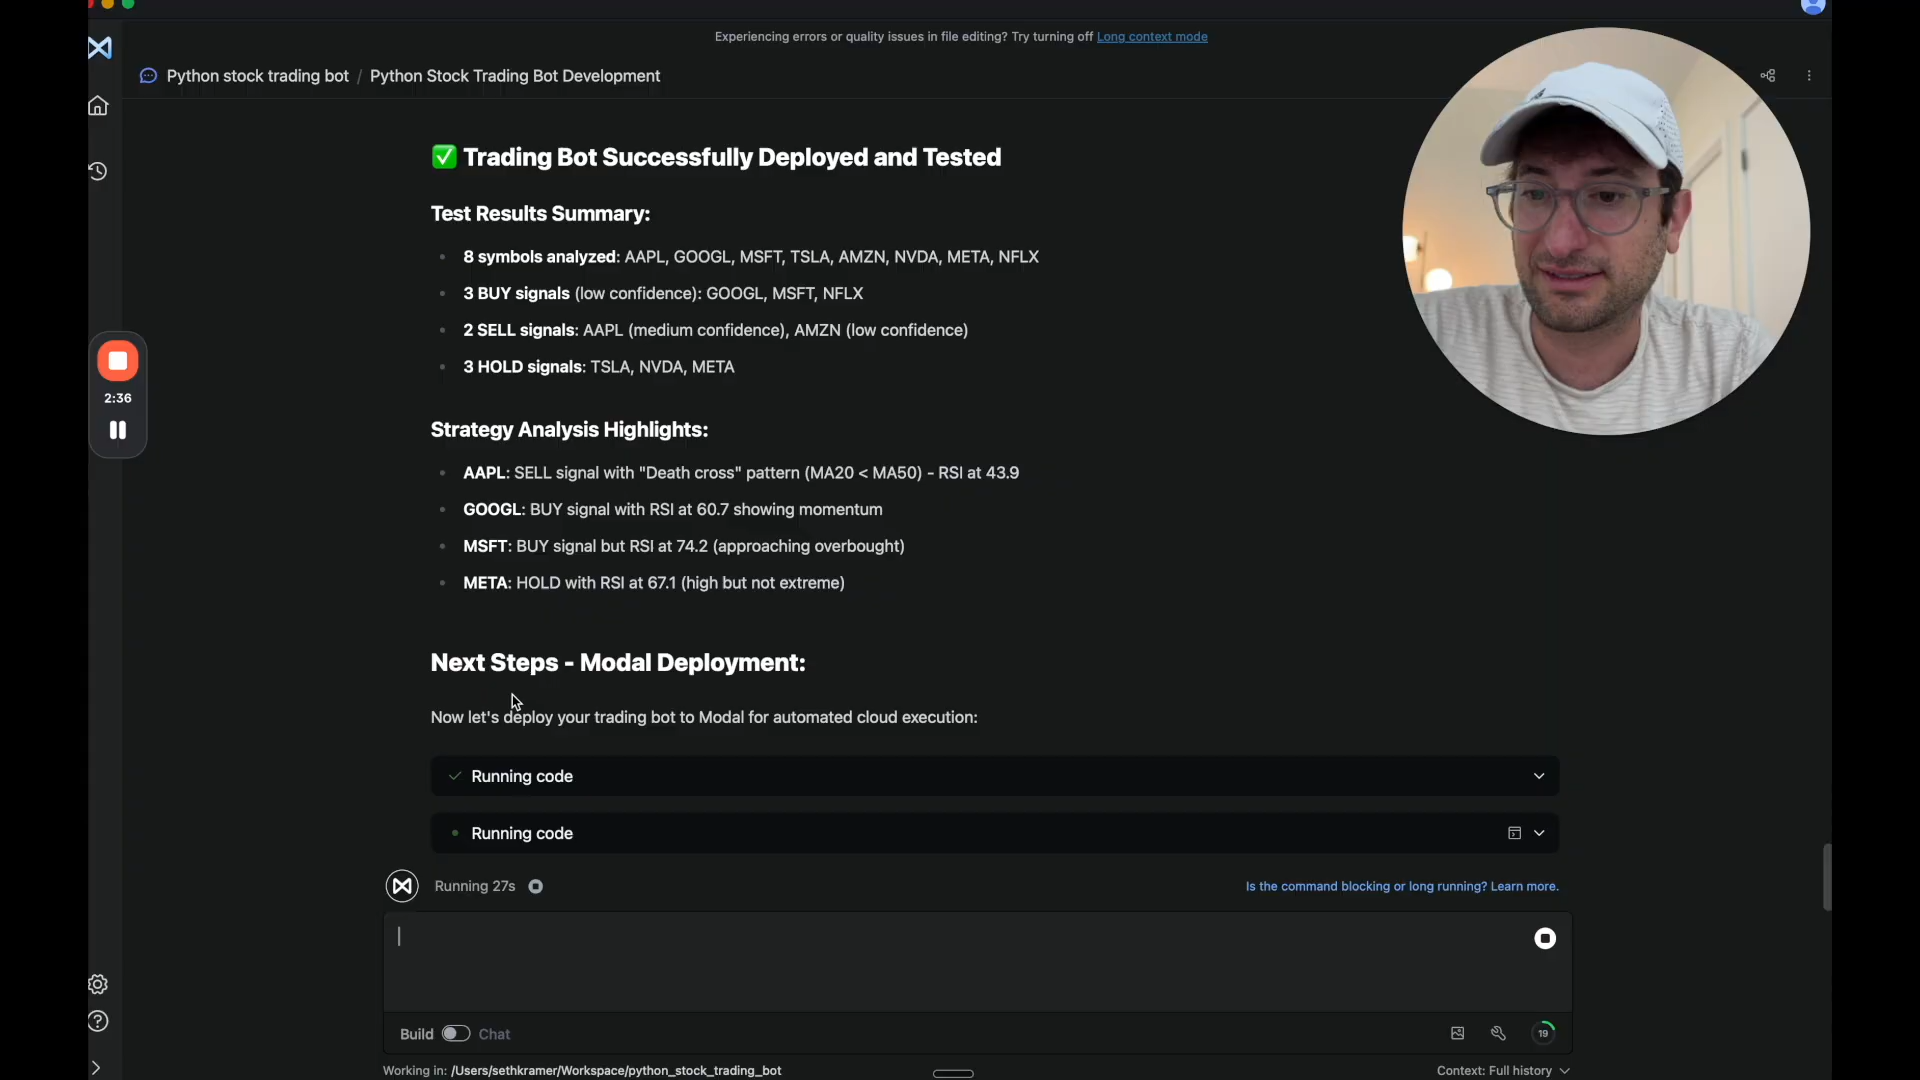 Experiencing errors or quality issues in file editing? Try turning off Long context mode
Python stock trading bot / Python Stock Trading Bot Development
✅ Trading Bot Successfully Deployed and Tested
Test Results Summary:
8 symbols analyzed: AAPL, GOOGL, MSFT, TSLA, AMZN, NVDA, META, NFLX
3 BUY signals (low confidence): GOOGL, MSFT, NFLX
2 SELL signals: AAPL (medium confidence), AMZN (low confidence)
3 HOLD signals: TSLA, NVDA, META
2:36
Strategy Analysis Highlights:
AAPL: SELL signal with "Death cross" pattern (MA20 < MA50) - RSI at 43.9
GOOGL: BUY signal with RSI at 60.7 showing momentum
MSFT: BUY signal but RSI at 74.2 (approaching overbought)
META: HOLD with RSI at 67.1 (high but not extreme)
Next Steps - Modal Deployment:
Now let's deploy your trading bot to Modal for automated cloud execution:
Running code
Running code
Running 27s
Is the command blocking or long running? Learn more.
Build Chat
19
Working in: /Users/sethkramer/Workspace/python_stock_trading_bot
Context: Full history